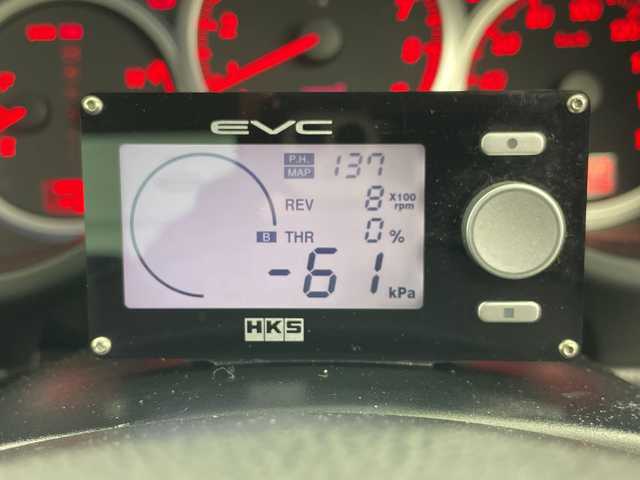 EVC
P.H. 137
MAP
REV 8 X100 rpm
B THR 0 %
-61 kPa
HKS